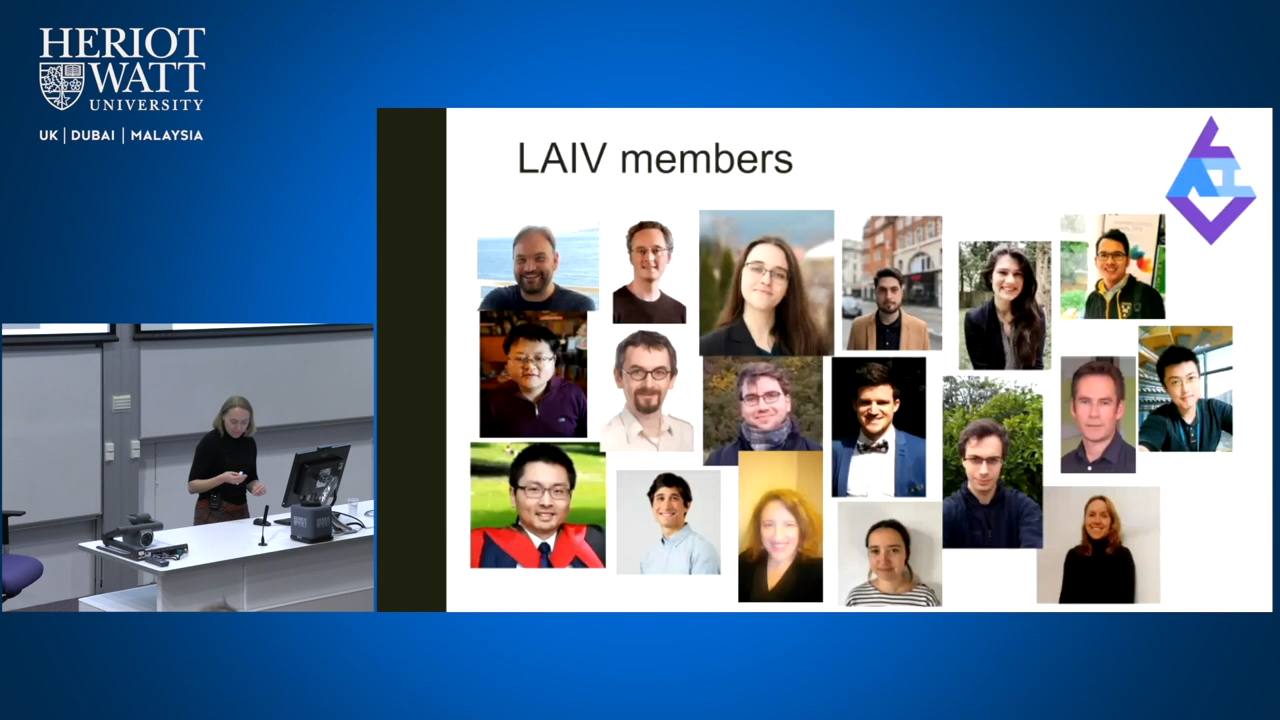 HERIOT
WATT
UNIVERSITY
UK | DUBAI | MALAYSIA
LAIV members